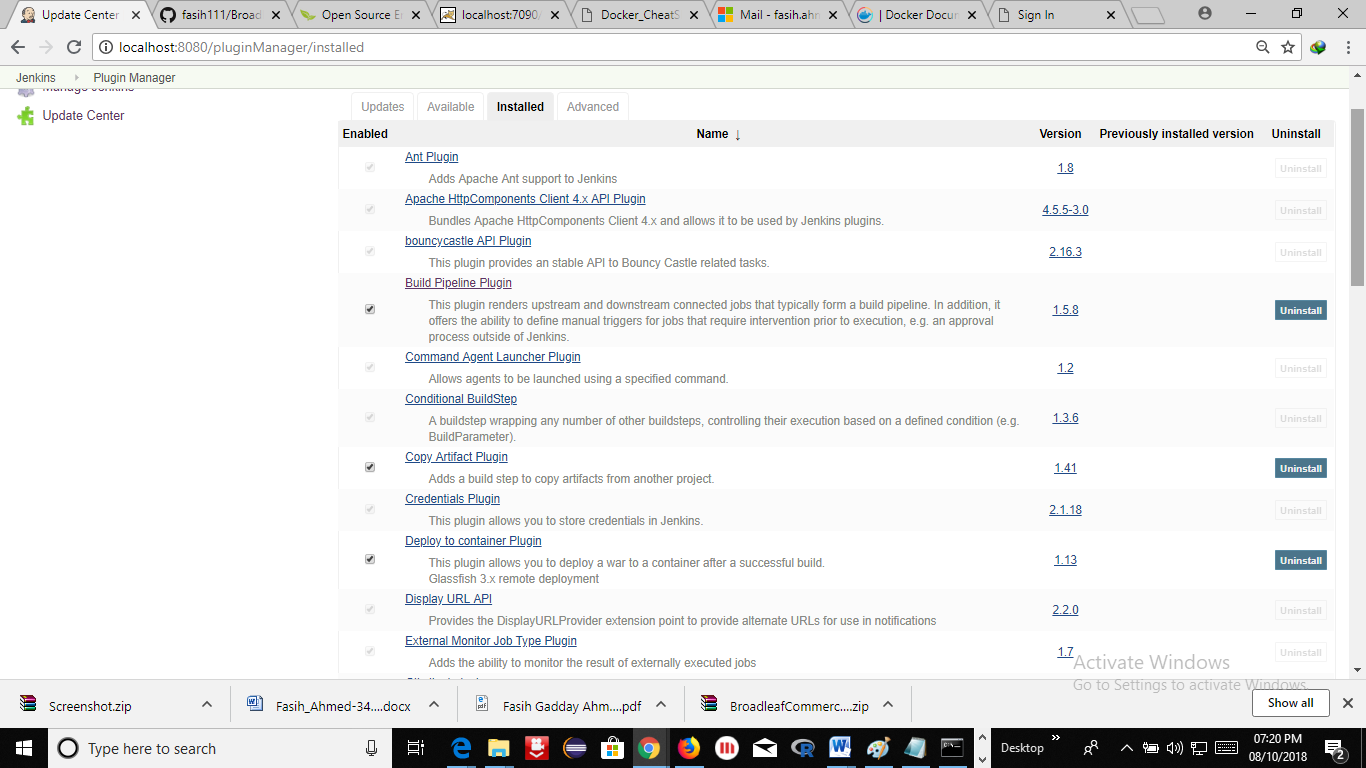 Update Center
fasih111/Broad
Open Source E
localhost:7090/
Docker_CheatS
Mail - fasih.ahm
| Docker Docum
Sign In
localhost:8080/pluginManager/installed
Jenkins
Plugin Manager
Manage Jenkins
Update Center
Updates
Available
Installed
Advanced
Enabled
Name ↓
Version
Previously installed version
Uninstall
Ant Plugin
Adds Apache Ant support to Jenkins
1.8
Uninstall
Apache HttpComponents Client 4.x API Plugin
Bundles Apache HttpComponents Client 4.x and allows it to be used by Jenkins plugins.
4.5.5-3.0
Uninstall
bouncycastle API Plugin
This plugin provides an stable API to Bouncy Castle related tasks.
2.16.3
Uninstall
Build Pipeline Plugin
This plugin renders upstream and downstream connected jobs that typically form a build pipeline. In addition, it
offers the ability to define manual triggers for jobs that require intervention prior to execution, e.g. an approval
process outside of Jenkins.
1.5.8
Uninstall
Command Agent Launcher Plugin
Allows agents to be launched using a specified command.
1.2
Uninstall
Conditional BuildStep
A buildstep wrapping any number of other buildsteps, controlling their execution based on a defined condition (e.g.
BuildParameter).
1.3.6
Uninstall
Copy Artifact Plugin
Adds a build step to copy artifacts from another project.
1.41
Uninstall
Credentials Plugin
This plugin allows you to store credentials in Jenkins.
2.1.18
Uninstall
Deploy to container Plugin
This plugin allows you to deploy a war to a container after a successful build.
Glassfish 3.x remote deployment
1.13
Uninstall
Display URL API
Provides the DisplayURLProvider extension point to provide alternate URLs for use in notifications
2.2.0
Uninstall
External Monitor Job Type Plugin
Adds the ability to monitor the result of externally executed jobs
1.7
Uninstall
Activate Windows
Go to Settings to activate Windows.
Screenshot.zip
Fasih_Ahmed-34....docx
Fasih Gadday Ahm....pdf
BroadleafCommerc....zip
Show all
Type here to search
Desktop
07:20 PM
08/10/2018
2